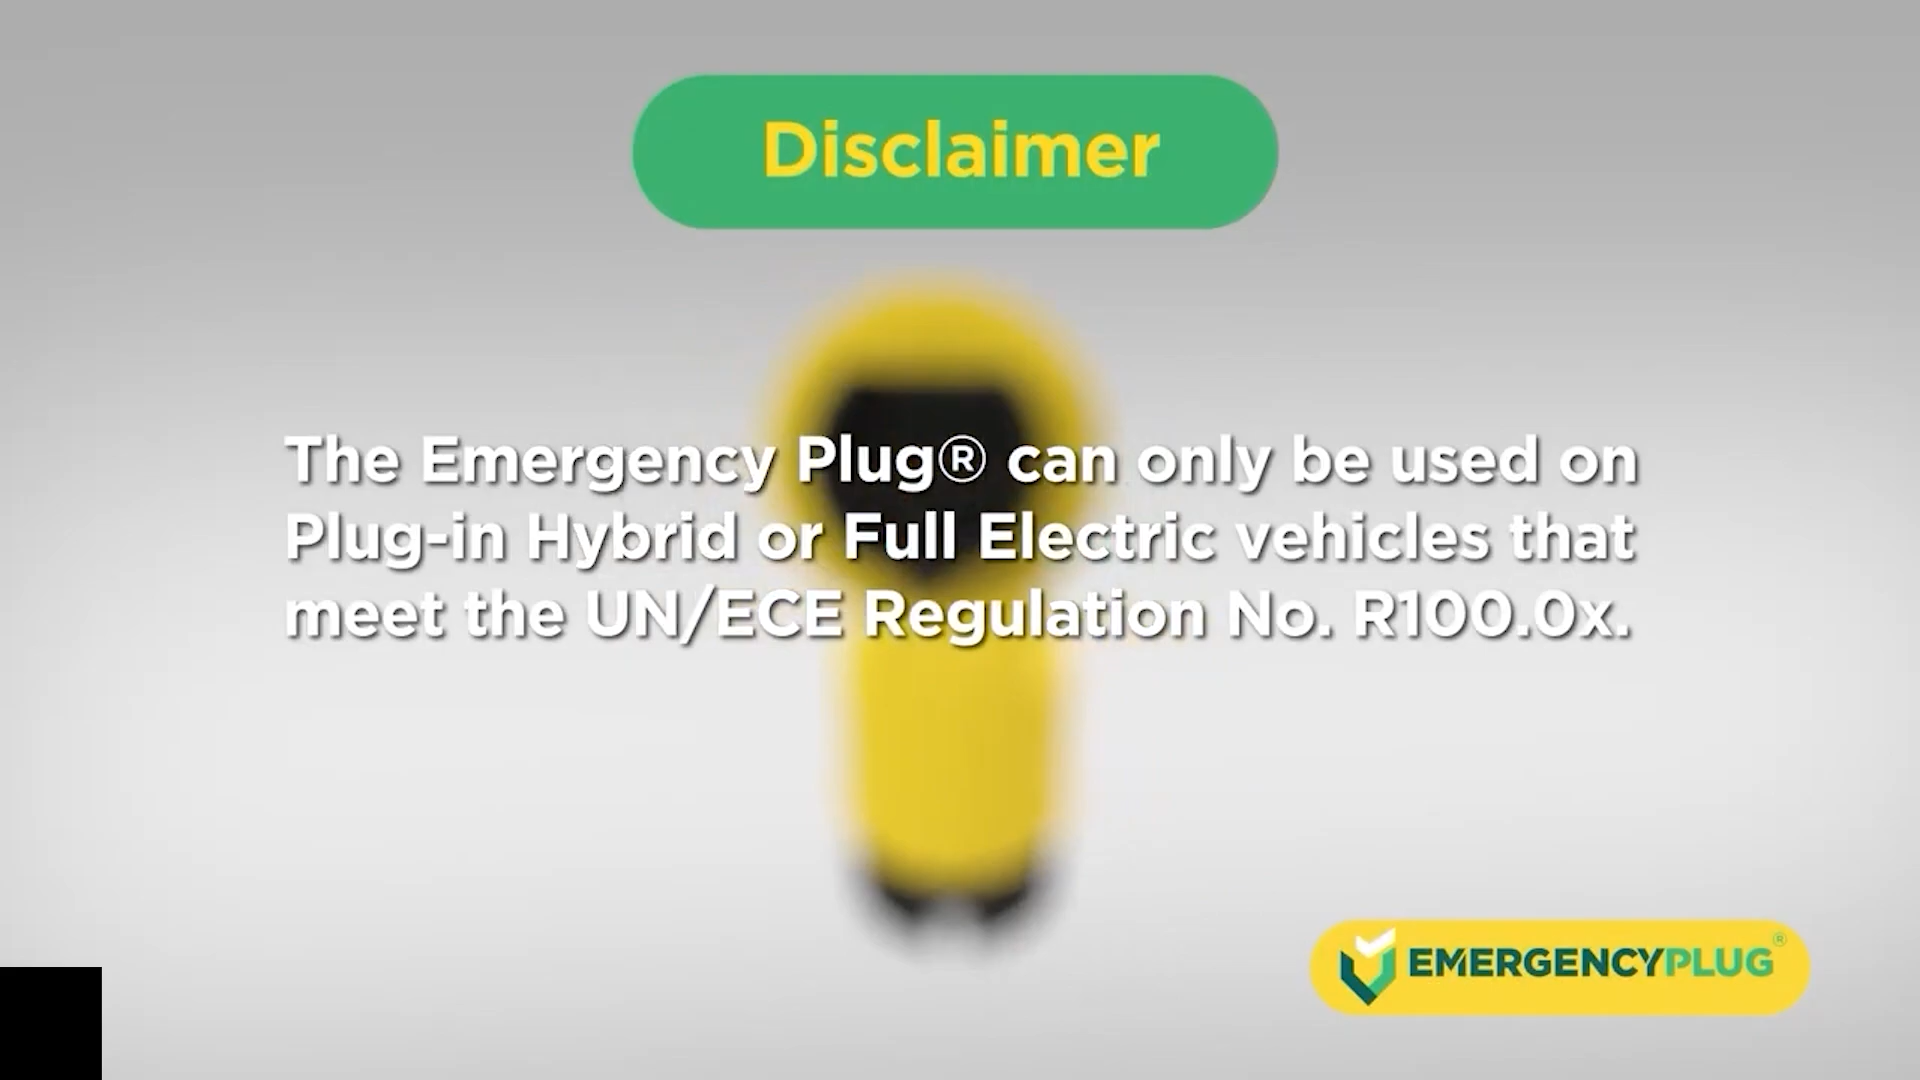 Disclaimer
The Emergency Plug® can only be used on
Plug-in Hybrid or Full Electric vehicles that
meet the UN/ECE Regulation No. R100.0x.
EMERGENCYPLUG®